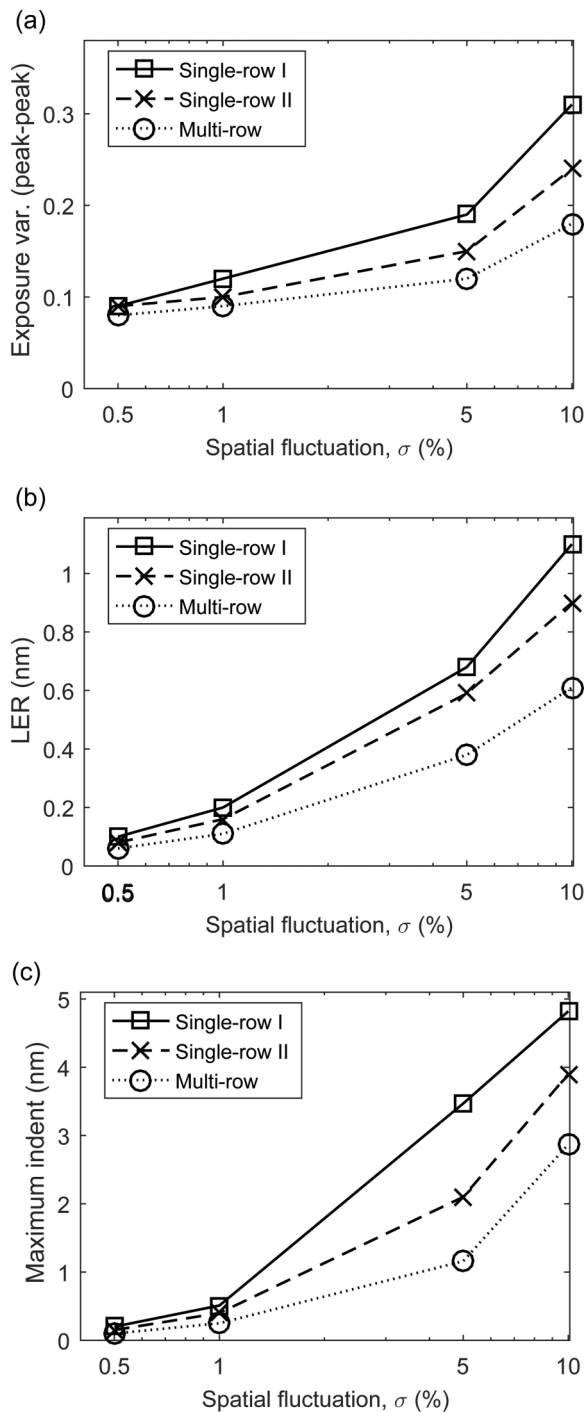 (a)
Exposure var. (peak-peak)
0.3
0.2
0.1
0
Single-row I
Single-row II
Multi-row
0.5 1 5 10
Spatial fluctuation, σ (%)
(b)
LER (nm)
1
0.8
0.6
0.4
0.2
0
Single-row I
Single-row II
Multi-row
0.5 1 5 10
Spatial fluctuation, σ (%)
(c)
Maximum indent (nm)
5
4
3
2
1
0
Single-row I
Single-row II
Multi-row
0.5 1 5 10
Spatial fluctuation, σ (%)